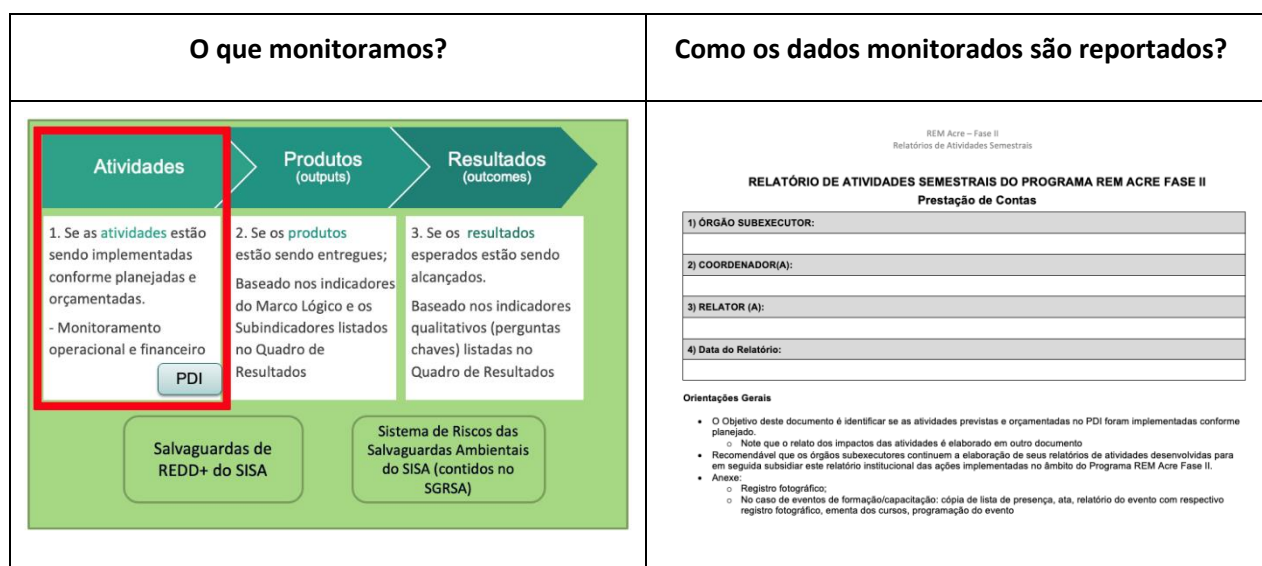 O que monitoramos?
Como os dados monitorados são reportados?
Atividades
Produtos
(outputs)
Resultados
(outcomes)
1. Se as atividades estão
sendo implementadas
conforme planejadas e
orçamentadas.
- Monitoramento
operacional e financeiro
PDI
2. Se os produtos
estão sendo entregues;
Baseado nos indicadores
do Marco Lógico e os
Subindicadores listados
no Quadro de
Resultados
3. Se os resultados
esperados estão sendo
alcançados.
Baseado nos indicadores
qualitativos (perguntas
chaves) listadas no
Quadro de Resultados
Salvaguardas de
REDD+ do SISA
Sistema de Riscos das
Salvaguardas Ambientais
do SISA (contidos no
SGRSA)
REM Acre – Fase II
Relatórios de Atividades Semestrais
RELATÓRIO DE ATIVIDADES SEMESTRAIS DO PROGRAMA REM ACRE FASE II
Prestação de Contas
1) ÓRGÃO SUBEXECUTOR:
2) COORDENADOR(A):
3) RELATOR (A):
4) Data do Relatório:
Orientações Gerais
• O Objetivo deste documento é identificar se as atividades previstas e orçamentadas no PDI foram implementadas conforme
planejado.
o Note que o relato dos impactos das atividades é elaborado em outro documento
• Recomendável que os órgãos subexecutores continuem a elaboração de seus relatórios de atividades desenvolvidas para
em seguida subsidiar este relatório institucional das ações implementadas no âmbito do Programa REM Acre Fase II.
• Anexe:
o Registro fotográfico;
o No caso de eventos de formação/capacitação: cópia de lista de presença, ata, relatório do evento com respectivo
registro fotográfico, ementa dos cursos, programação do evento